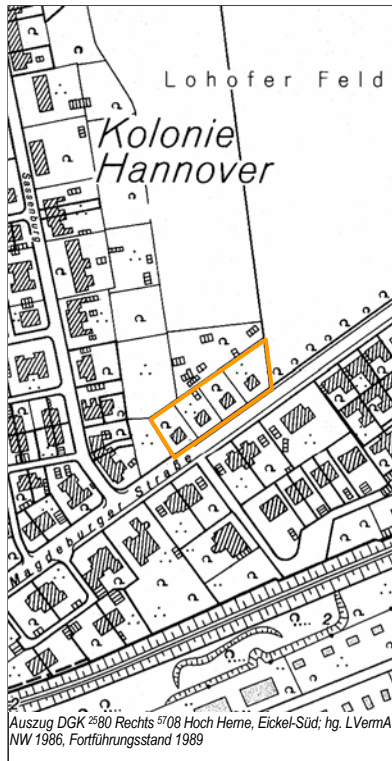 Lohofer Feld
Kolonie
Hannover
Sassenburg
Magdeburger Straße
2
Auszug DGK ²⁵80 Rechts ⁵⁷08 Hoch Herne, Eickel-Süd; hg. LVermA
NW 1986, Fortführungsstand 1989